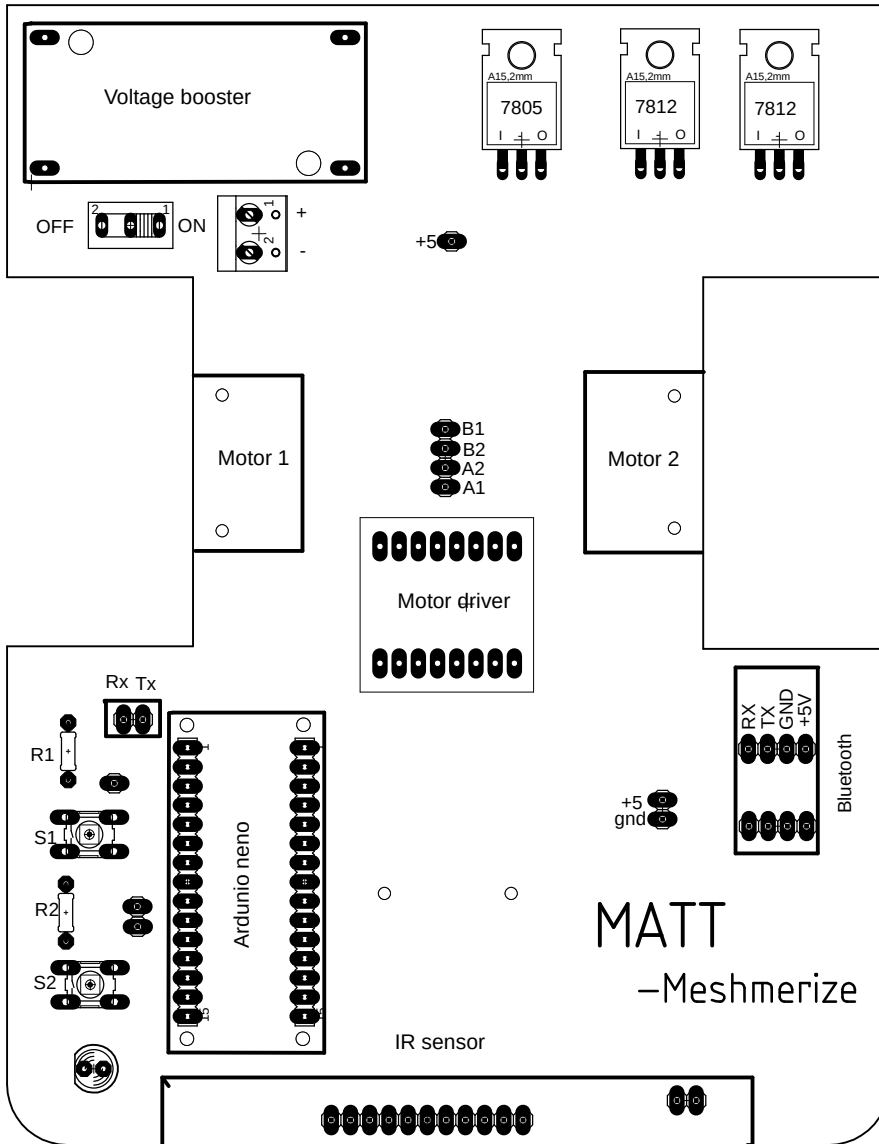 Voltage booster
A15,2mm
7805
I - O
A15,2mm
7812
I - O
A15,2mm
7812
I - O
OFF
2
1
ON
1
+
2
-
+5
Motor 1
B1
B2
A2
A1
Motor 2
Motor driver
Rx Tx
R1
S1
R2
S2
1
15
Ardunio neno
+5
gnd
RX
TX
GND
+5V
Bluetooth
MATT
-Meshmerize
IR sensor